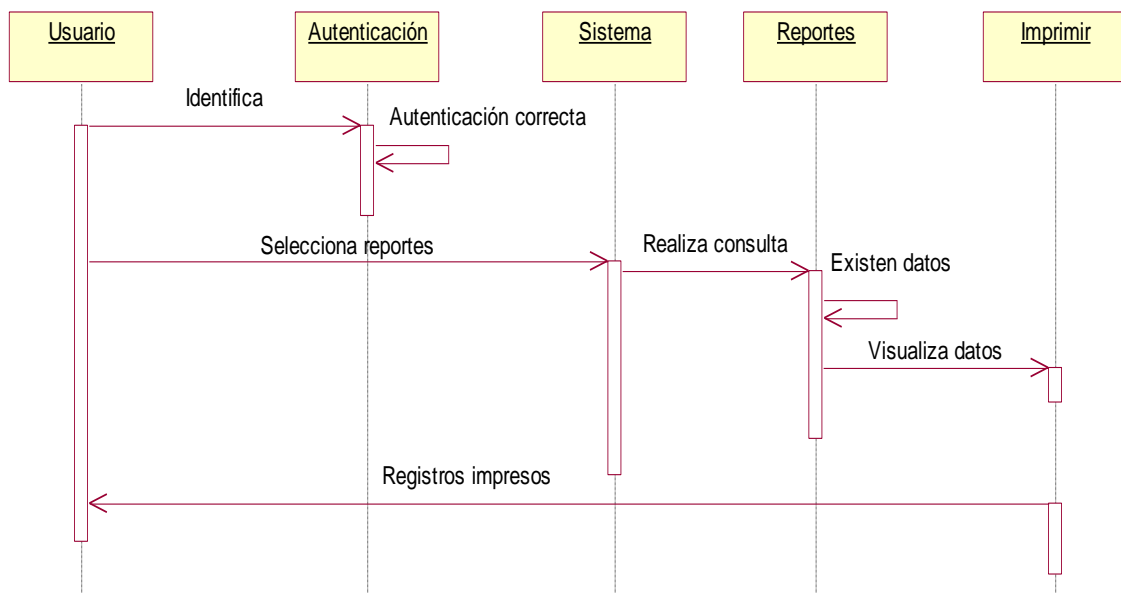 Usuario
Autenticación
Sistema
Reportes
Imprimir
Identifica
Autenticación correcta
Selecciona reportes
Realiza consulta
Existen datos
Visualiza datos
Registros impresos